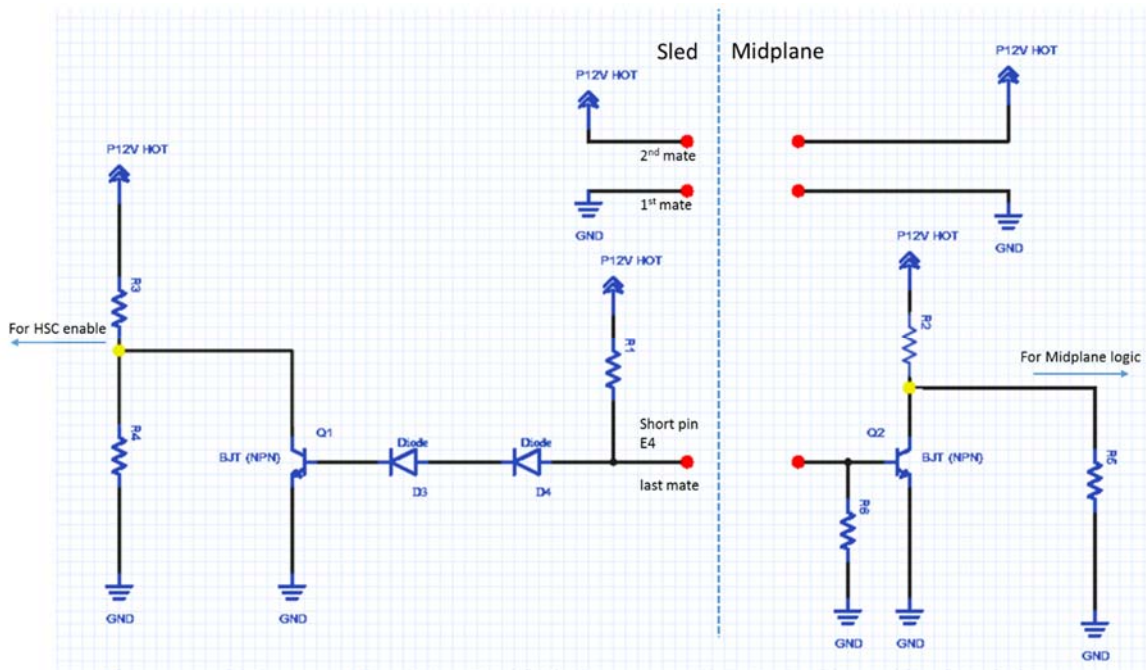 Sled
Midplane
P12V HOT
P12V HOT
2nd mate
P12V HOT
1st mate
GND
GND
P12V HOT
P12V HOT
R3
R2
For HSC enable
R1
For Midplane logic
Short pin
E4
R4
Q1
Diode
Diode
Q2
BJT (NPN)
BJT (NPN)
R5
D3
D4
last mate
R6
GND
GND
GND
GND
GND